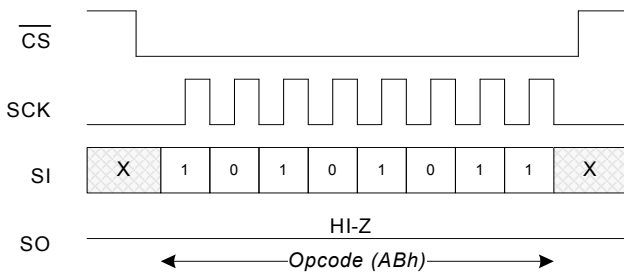 CS
SCK
SI X 1 0 1 0 1 0 1 1 X
HI-Z
SO
Opcode (ABh)